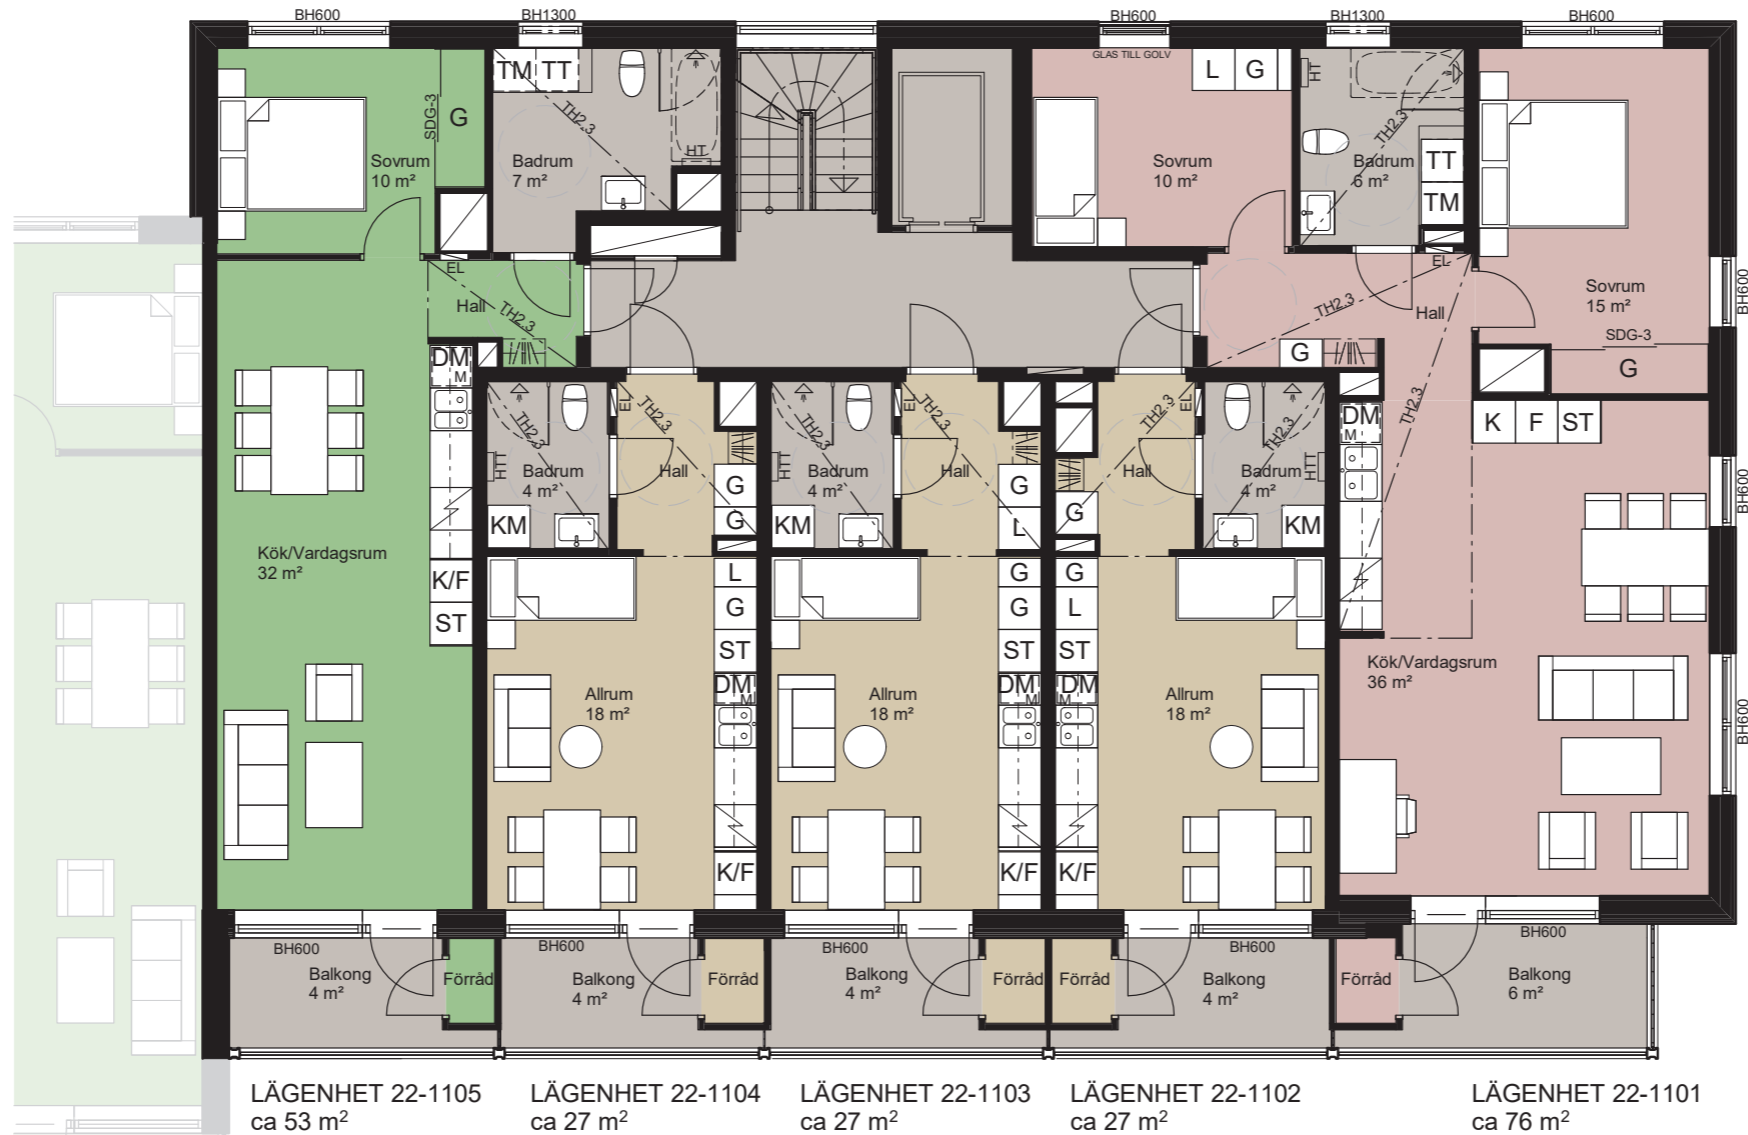 BH600
BH1300
BH600
BH1300
BH600
GLAS TILL GOLV
TM
TT
L
G
HT
SDG-3
G
TH2,3
TH2,3
HT
Sovrum
10 m²
Badrum
7 m²
Sovrum
10 m²
Badrum
6 m²
TT
TM
EL
Hall
TH2,3
EL
TH2,3
Hall
Sovrum
15 m²
BH600
SDG-3
G
G
DM
M
TH2,3
EL
TH2,3
TH2,3
EL
TH2,3
TH2,3
EL
TH2,3
TH2,3
DM
M
K
F
ST
HTT
Badrum
4 m²
Hall
G
G
KM
HTT
Badrum
4 m²
Hall
G
L
KM
Hall
G
Badrum
4 m²
HTT
KM
BH600
Kök/Vardagsrum
32 m²
K/F
ST
L
G
ST
DM
M
G
G
ST
DM
M
G
L
ST
DM
M
Allrum
18 m²
Allrum
18 m²
Allrum
18 m²
Kök/Vardagsrum
36 m²
BH600
K/F
K/F
K/F
BH600
BH600
BH600
BH600
BH600
Balkong
4 m²
Förråd
Balkong
4 m²
Förråd
Balkong
4 m²
Förråd
Förråd
Balkong
4 m²
Förråd
Balkong
6 m²
LÄGENHET 22-1105
ca 53 m²
LÄGENHET 22-1104
ca 27 m²
LÄGENHET 22-1103
ca 27 m²
LÄGENHET 22-1102
ca 27 m²
LÄGENHET 22-1101
ca 76 m²